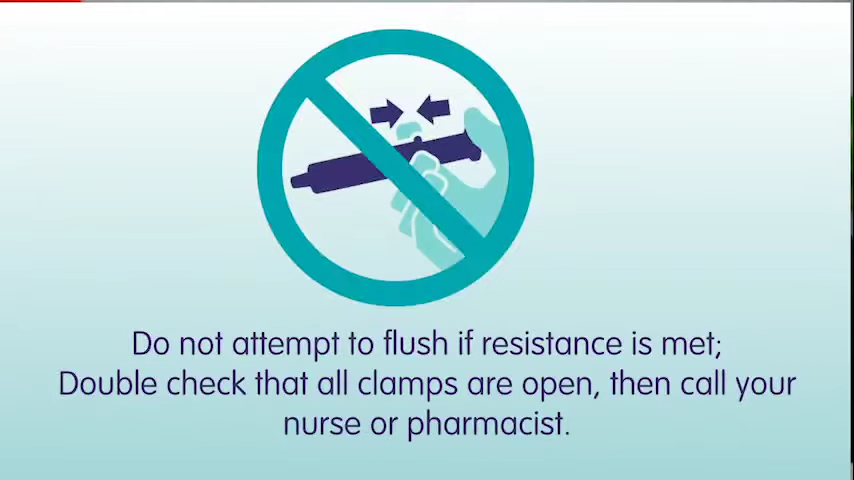 Do not attempt to flush if resistance is met;
Double check that all clamps are open, then call your
nurse or pharmacist.